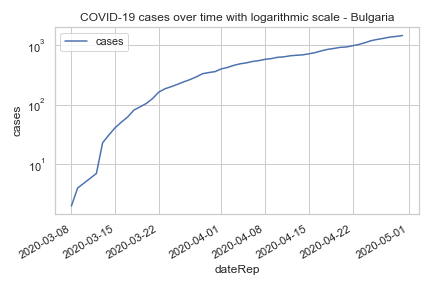 COVID-19 cases over time with logarithmic scale - Bulgaria
cases
10³
10²
10¹
cases
2020-03-08
2020-03-15
2020-03-22
2020-04-01
2020-04-08
2020-04-15
2020-04-22
2020-05-01
dateRep